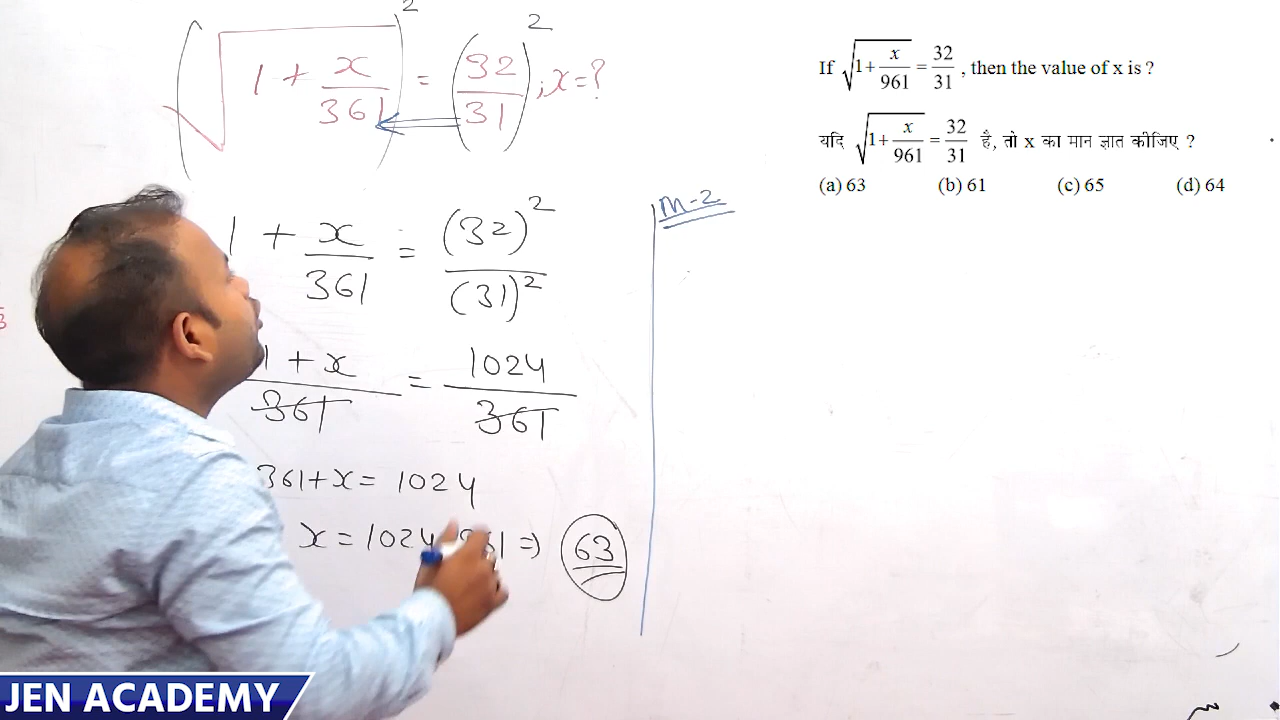 (√1 + x/361)² = (32/31)² ; x = ?
1 + x/361 = (32)²/(31)²
1 + x/361 = 1024/361
361 + x = 1024
x = 1024 361 ⇒ 63
M-2
If √1+x/961 = 32/31 , then the value of x is ?
यदि √1+x/961 = 32/31 है, तो x का मान ज्ञात कीजिए ?
(a) 63 (b) 61 (c) 65 (d) 64
JEN ACADEMY